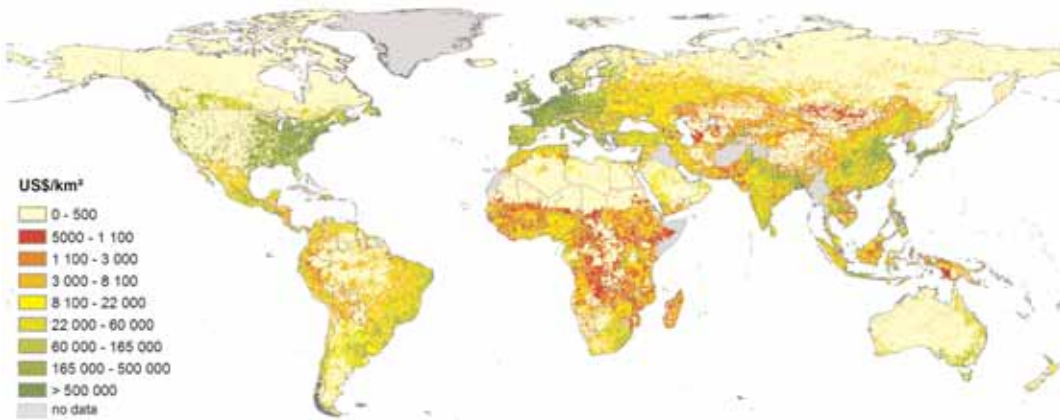 US$/km²
0 - 500
5000 - 1 100
1 100 - 3 000
3 000 - 8 100
8 100 - 22 000
22 000 - 60 000
60 000 - 165 000
165 000 - 500 000
> 500 000
no data